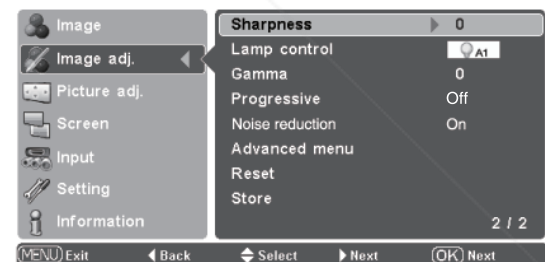 Image
Image adj.
Picture adj.
Screen
Input
Setting
Information
Sharpness 0
Lamp control A1
Gamma 0
Progressive Off
Noise reduction On
Advanced menu
Reset
Store
2 / 2
MENU Exit Back Select Next OK Next